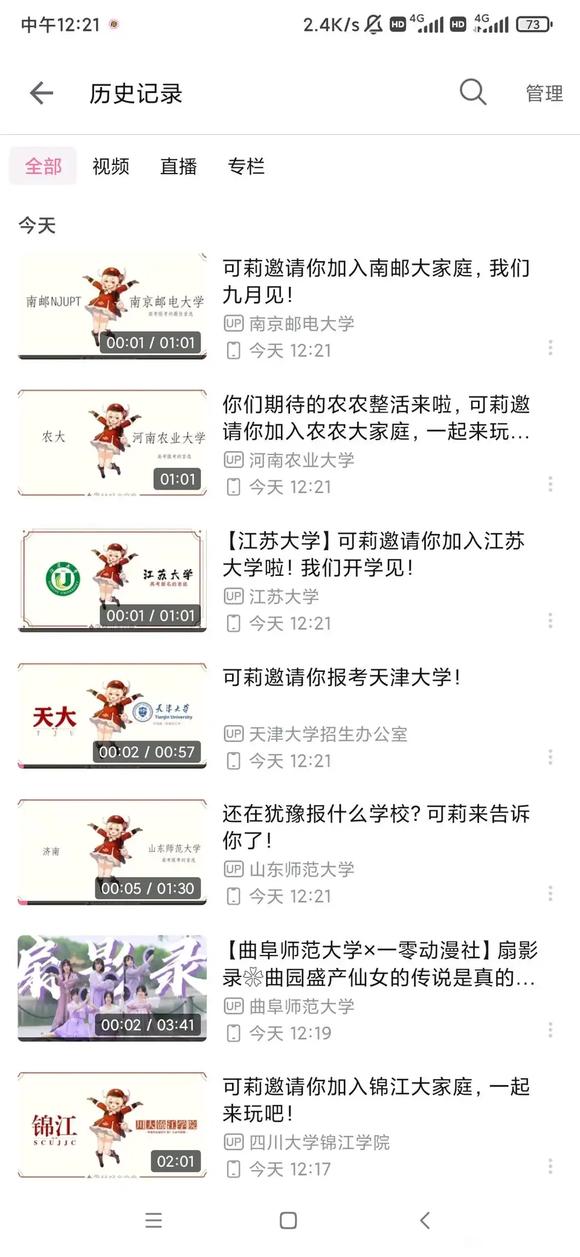 中午12:21
2.4K/s HD 4G HD 4G 73
历史记录
管理
全部 视频 直播 专栏
今天
南邮NJUPT
南京邮电大学
00:01 / 01:01
可莉邀请你加入南邮大家庭，我们
九月见！
UP 南京邮电大学
今天 12:21
农大
河南农业大学
01:01
你们期待的农农整活来啦，可莉邀
请你加入农农大家庭，一起来玩...
UP 河南农业大学
今天 12:21
江苏大学
00:01 / 01:01
【江苏大学】可莉邀请你加入江苏
大学啦！我们开学见！
UP 江苏大学
今天 12:21
天大
TJU
天津大学
Tianjin University
00:02 / 00:57
可莉邀请你报考天津大学！
UP 天津大学招生办公室
今天 12:21
济南
山东师范大学
00:05 / 01:30
还在犹豫报什么学校？可莉来告诉
你了！
UP 山东师范大学
今天 12:21
扇影录
00:02 / 03:41
【曲阜师范大学×一零动漫社】扇影
录❀曲园盛产仙女的传说是真的...
UP 曲阜师范大学
今天 12:19
锦江
SCUJJC
川大锦江学院
02:01
可莉邀请你加入锦江大家庭，一起
来玩吧！
UP 四川大学锦江学院
今天 12:17